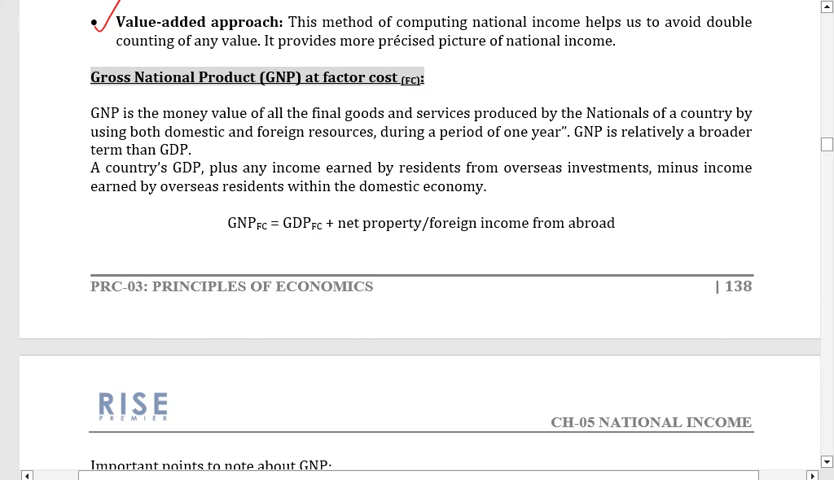 • Value-added approach: This method of computing national income helps us to avoid double
counting of any value. It provides more précised picture of national income.
Gross National Product (GNP) at factor cost (FC):
GNP is the money value of all the final goods and services produced by the Nationals of a country by
using both domestic and foreign resources, during a period of one year”. GNP is relatively a broader
term than GDP.
A country’s GDP, plus any income earned by residents from overseas investments, minus income
earned by overseas residents within the domestic economy.
GNPFC = GDPFC + net property/foreign income from abroad
PRC-03: PRINCIPLES OF ECONOMICS | 138
RISE
PREMIER
CH-05 NATIONAL INCOME
Important points to note about GNP: